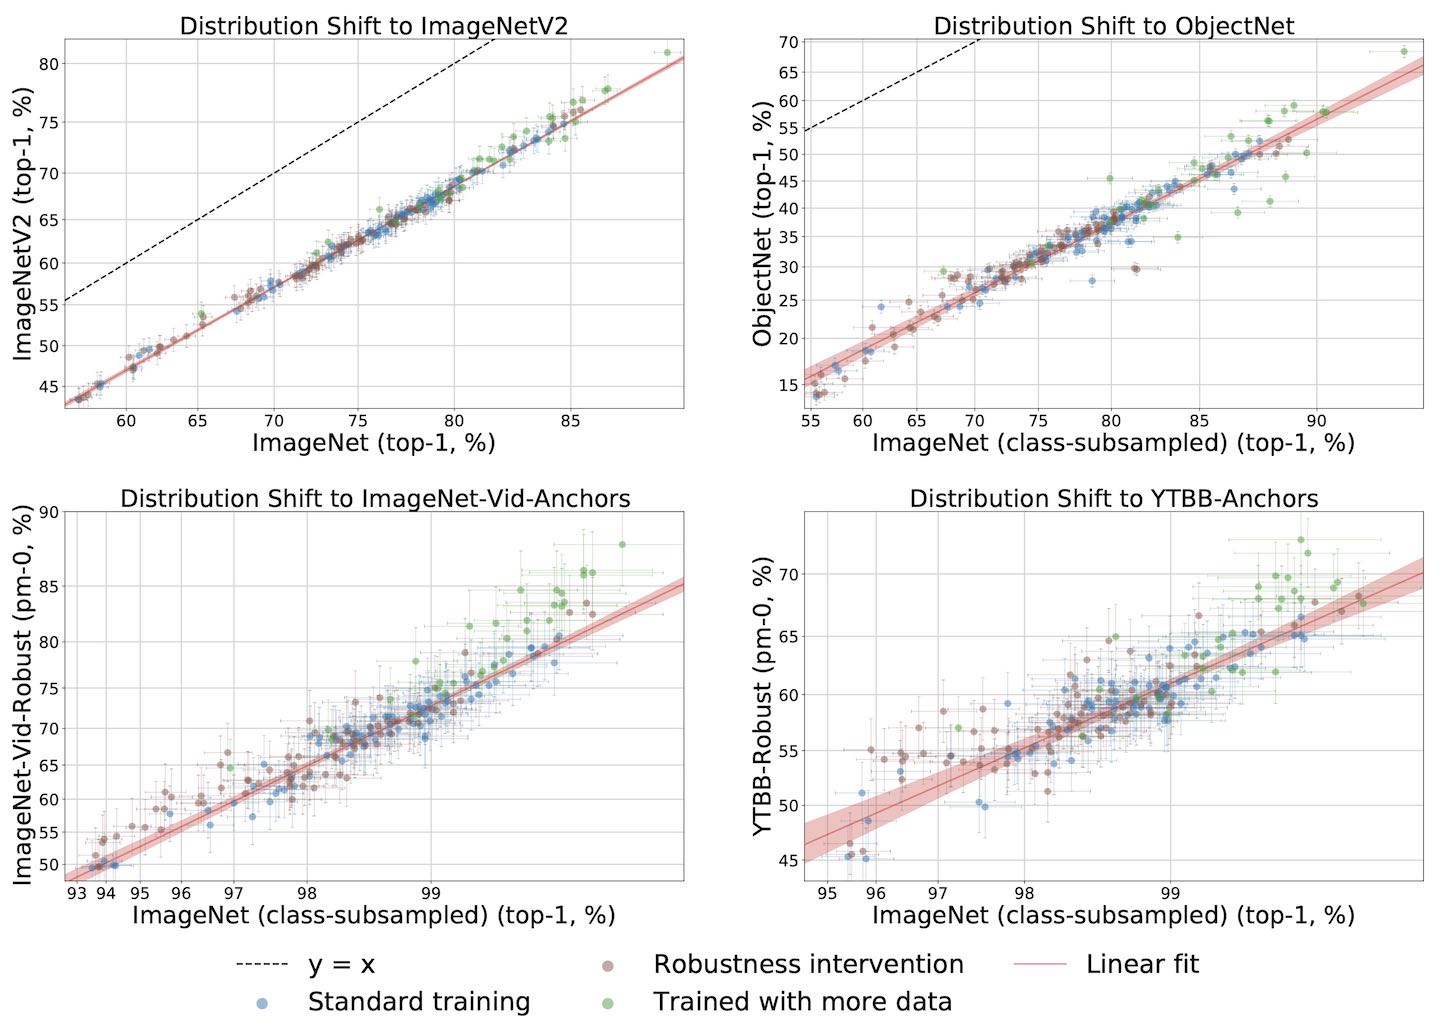 Distribution Shift to ImageNetV2
ImageNetV2 (top-1, %)
80
75
70
65
60
55
50
45
60 65 70 75 80 85
ImageNet (top-1, %)
Distribution Shift to ObjectNet
ObjectNet (top-1, %)
70
65
60
55
50
45
40
35
30
25
20
15
55 60 65 70 75 80 85 90
ImageNet (class-subsampled) (top-1, %)
Distribution Shift to ImageNet-Vid-Anchors
ImageNet-Vid-Robust (pm-0, %)
90
85
80
75
70
65
60
55
50
93 94 95 96 97 98 99
ImageNet (class-subsampled) (top-1, %)
Distribution Shift to YTBB-Anchors
YTBB-Robust (pm-0, %)
70
65
60
55
50
45
95 96 97 98 99
ImageNet (class-subsampled) (top-1, %)
y = x
Robustness intervention
Linear fit
Standard training
Trained with more data